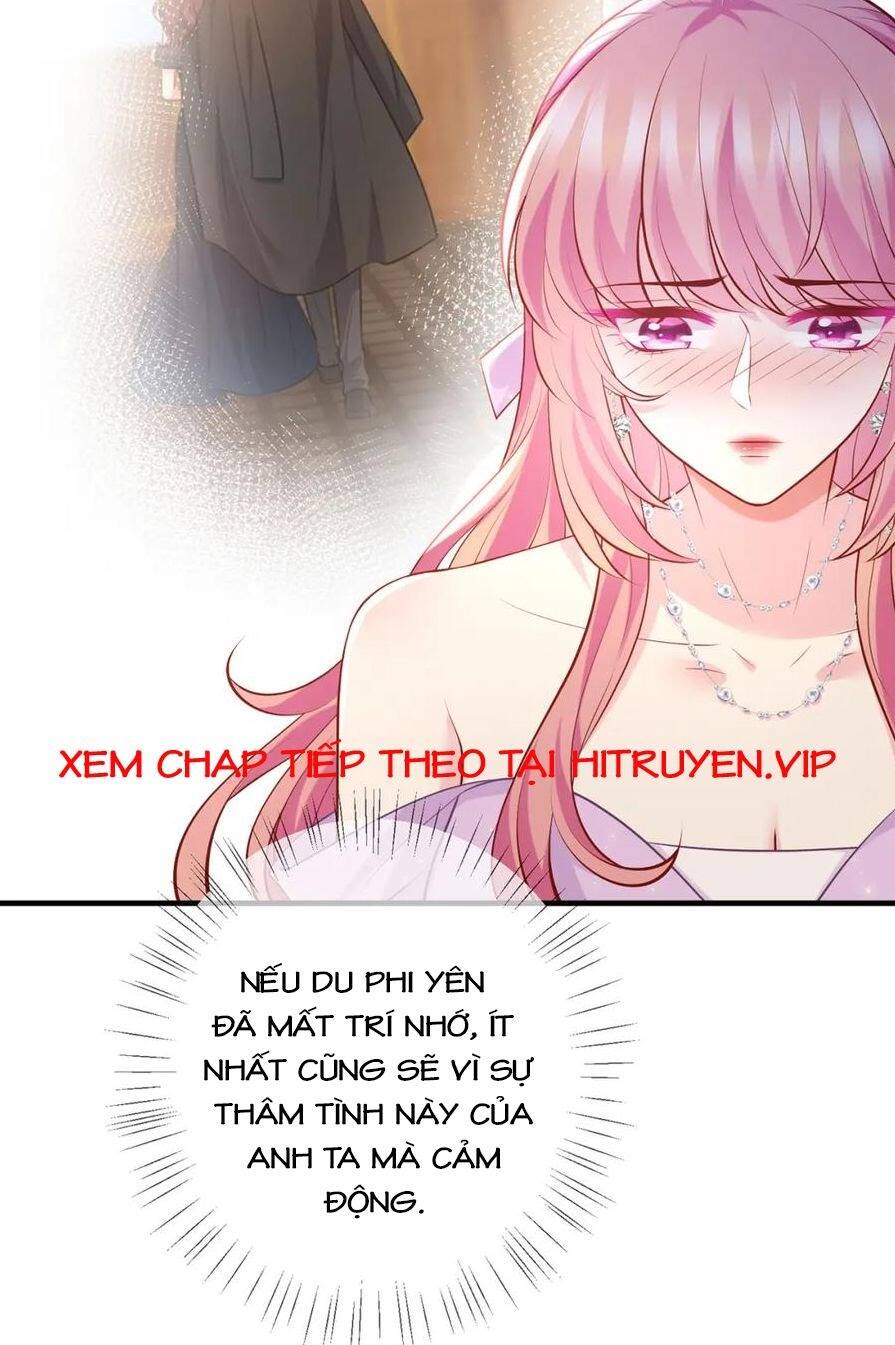 XEM CHAP TIẾP THEO TẠI HITRUYEN.VIP
NẾU DU PHI YÊN
ĐÃ MẤT TRÍ NHỚ, ÍT
NHẤT CŨNG SẼ VÌ SỰ
THÂM TÌNH NÀY CỦA
ANH TA MÀ CẢM
ĐỘNG.